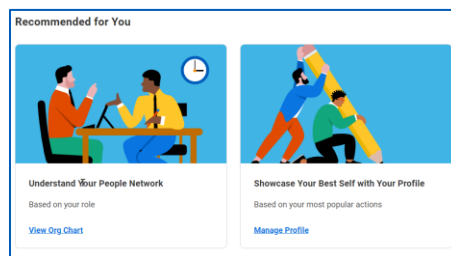 Recommended for You
Understand Your People Network
Based on your role
View Org Chart
Showcase Your Best Self with Your Profile
Based on your most popular actions
Manage Profile